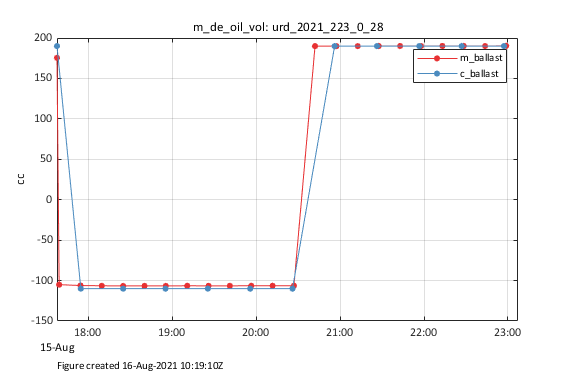 m_de_oil_vol: urd_2021_223_0_28
200
150
100
50
0
-50
-100
-150
cc
m_ballast
c_ballast
18:00 19:00 20:00 21:00 22:00 23:00
15-Aug
Figure created 16-Aug-2021 10:19:10Z